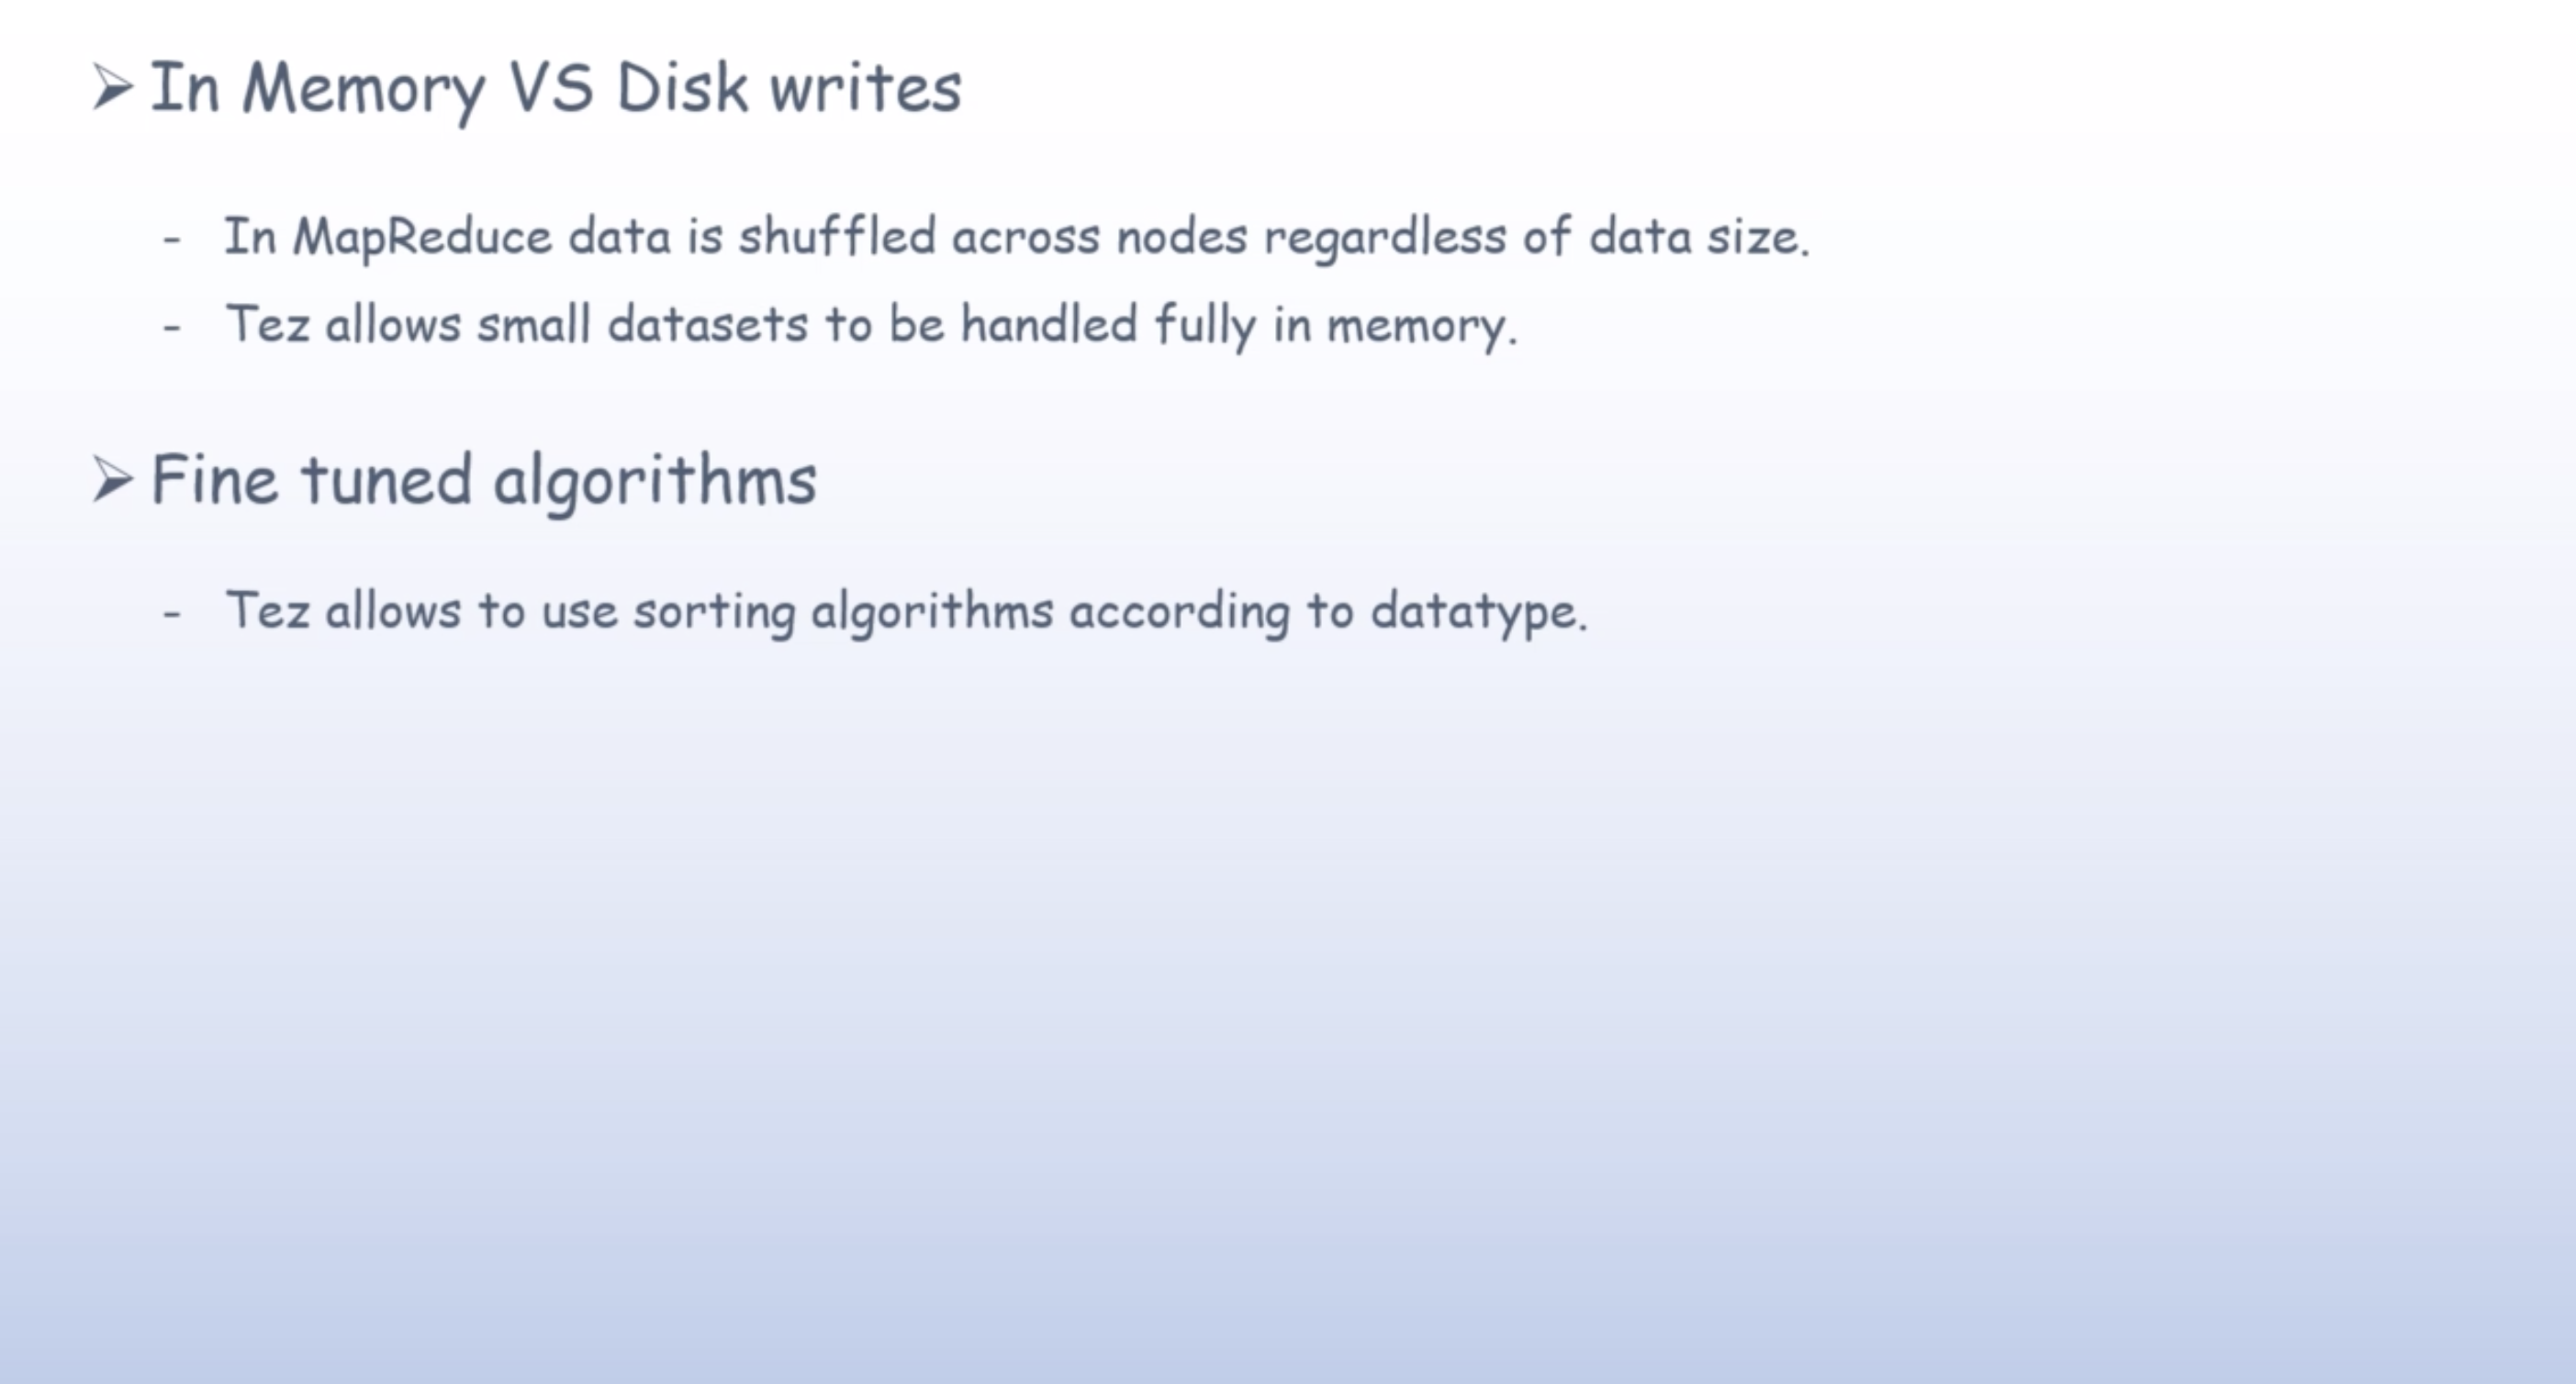 ➢ In Memory VS Disk writes
- In MapReduce data is shuffled across nodes regardless of data size.
- Tez allows small datasets to be handled fully in memory.
➢ Fine tuned algorithms
- Tez allows to use sorting algorithms according to datatype.